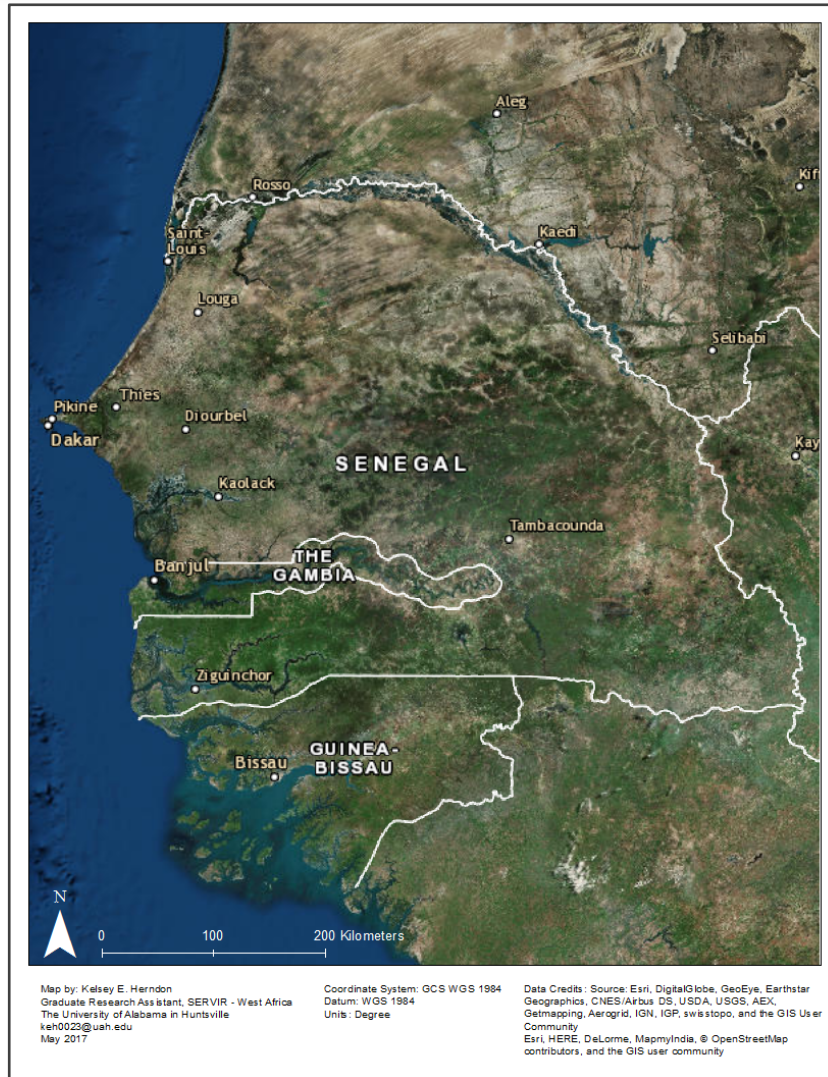 Aleg
Kif
Rosso
Kaedi
Saint-
Louis
Louga
Selibabi
Pikine
Thies
Dakar
Diourbel
SENEGAL
Kay
Kaolack
Tambacounda
THE
GAMBIA
Banjul
Ziguinchor
GUINEA-
BISSAU
Bissau
N
0 100 200 Kilometers
Map by: Kelsey E. Herndon
Graduate Research Assistant, SERVIR - West Africa
The University of Alabama in Huntsville
keh0023@uah.edu
May 2017
Coordinate System: GCS WGS 1984
Datum: WGS 1984
Units: Degree
Data Credits: Source: Esri, DigitalGlobe, GeoEye, Earthstar
Geographics, CNES/Airbus DS, USDA, USGS, AEX,
Getmapping, Aerogrid, IGN, IGP, swisstopo, and the GIS User
Community
Esri, HERE, DeLorme, MapmyIndia, © OpenStreetMap
contributors, and the GIS user community